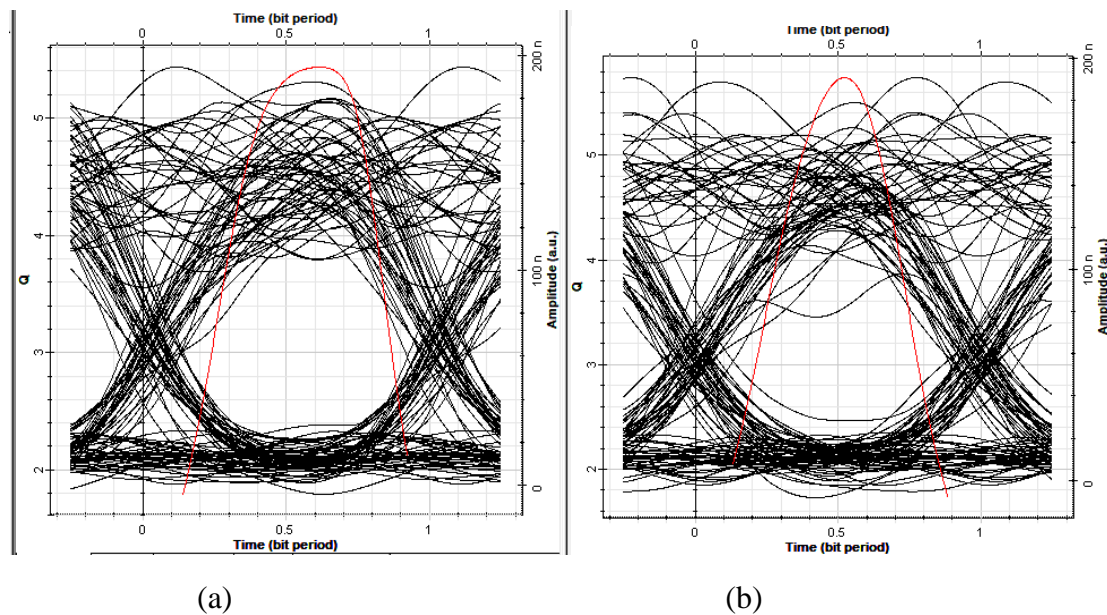 Time (bit period)
0 0.5 1
Q
5
4
3
2
200 n
100 n
0
Amplitude (a.u.)
0 0.5 1
Time (bit period)
(a)
Time (bit period)
0 0.5 1
Q
5
4
3
2
200 n
100 n
0
Amplitude (a.u.)
0 0.5 1
Time (bit period)
(b)